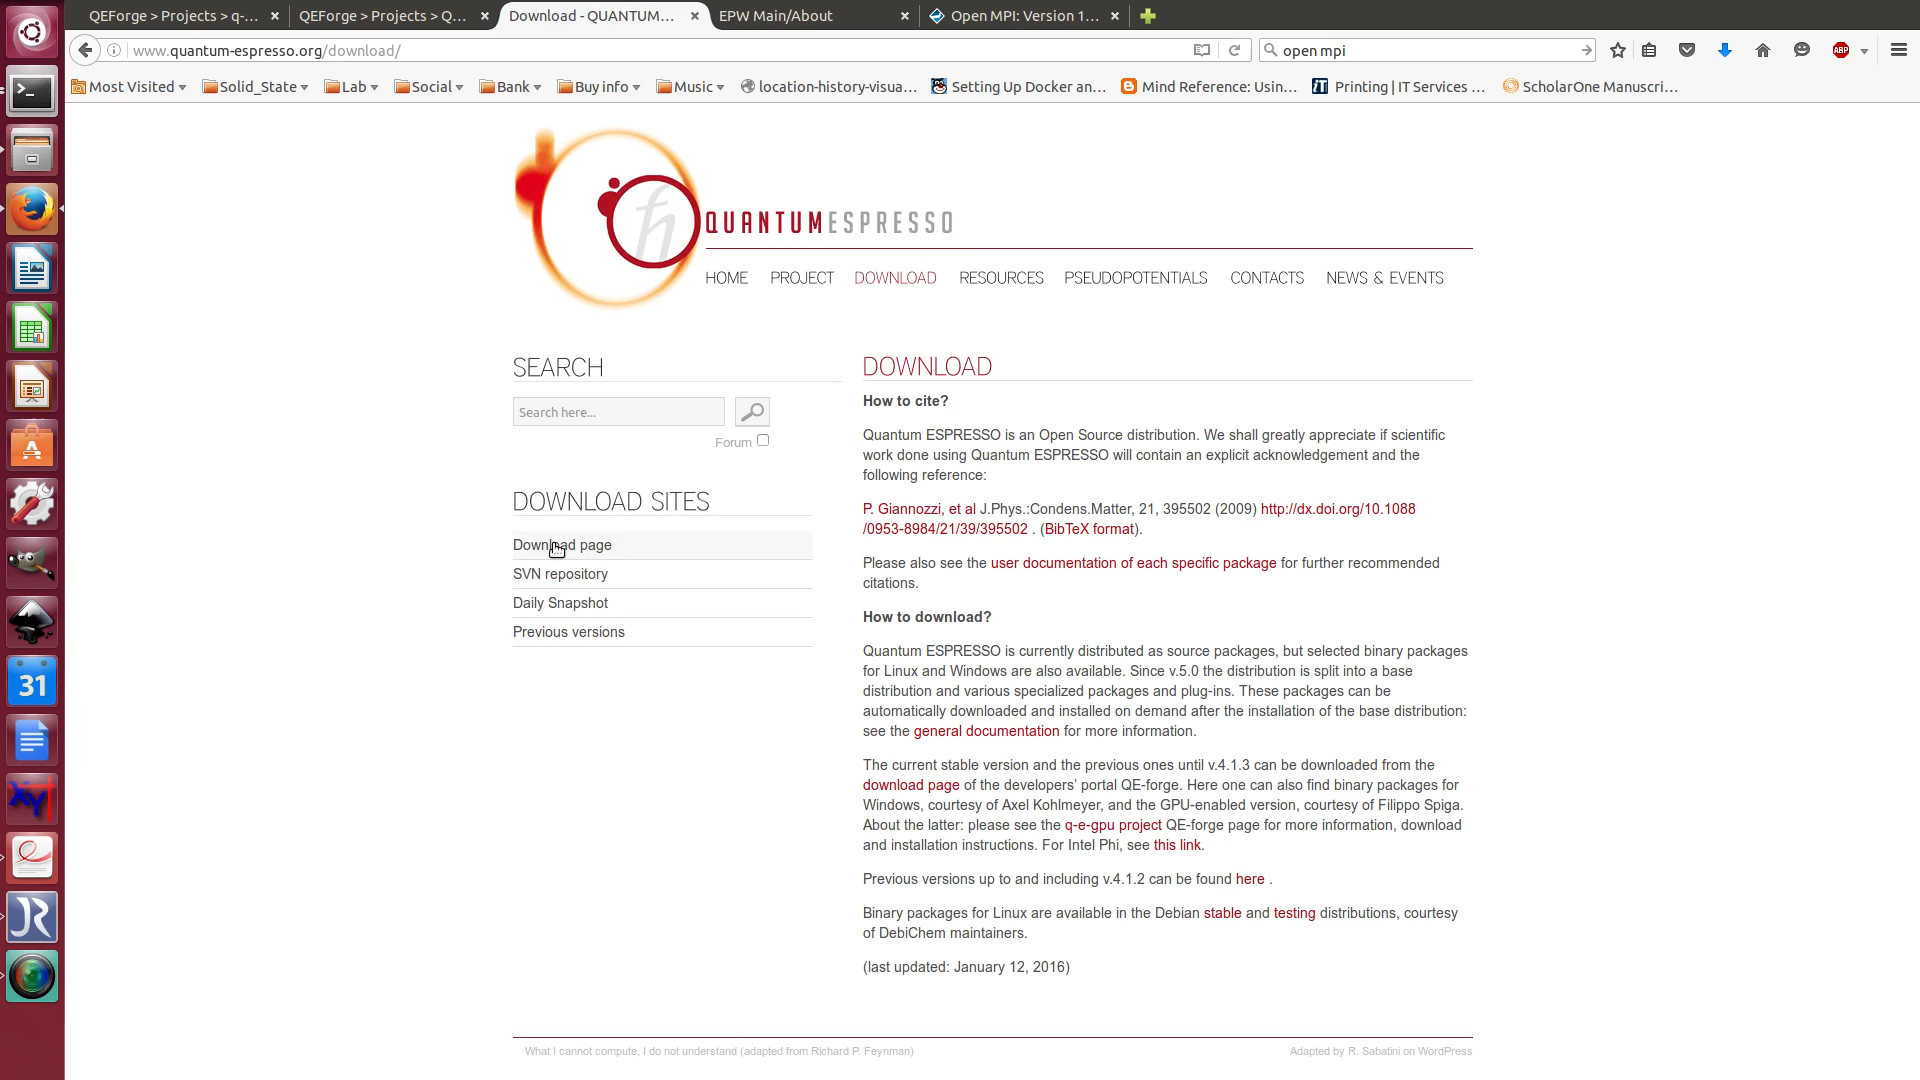 QEForge > Projects > q-...
QEForge > Projects > Q...
Download - QUANTUM...
EPW Main/About
Open MPI: Version 1...
www.quantum-espresso.org/download/
open mpi
ABP
Most Visited
Solid_State
Lab
Social
Bank
Buy info
Music
location-history-visua...
Setting Up Docker an...
Mind Reference: Usin...
Printing | IT Services ...
ScholarOne Manuscri...
QUANTUMESPRESSO
HOME PROJECT DOWNLOAD RESOURCES PSEUDOPOTENTIALS CONTACTS NEWS & EVENTS
SEARCH
Search here...
Forum
DOWNLOAD SITES
Download page
SVN repository
Daily Snapshot
Previous versions
DOWNLOAD
How to cite?
Quantum ESPRESSO is an Open Source distribution. We shall greatly appreciate if scientific
work done using Quantum ESPRESSO will contain an explicit acknowledgement and the
following reference:
P. Giannozzi, et al J.Phys.:Condens.Matter, 21, 395502 (2009) http://dx.doi.org/10.1088
/0953-8984/21/39/395502 . (BibTeX format).
Please also see the user documentation of each specific package for further recommended
citations.
How to download?
Quantum ESPRESSO is currently distributed as source packages, but selected binary packages
for Linux and Windows are also available. Since v.5.0 the distribution is split into a base
distribution and various specialized packages and plug-ins. These packages can be
automatically downloaded and installed on demand after the installation of the base distribution:
see the general documentation for more information.
The current stable version and the previous ones until v.4.1.3 can be downloaded from the
download page of the developers’ portal QE-forge. Here one can also find binary packages for
Windows, courtesy of Axel Kohlmeyer, and the GPU-enabled version, courtesy of Filippo Spiga.
About the latter: please see the q-e-gpu project QE-forge page for more information, download
and installation instructions. For Intel Phi, see this link.
Previous versions up to and including v.4.1.2 can be found here .
Binary packages for Linux are available in the Debian stable and testing distributions, courtesy
of DebiChem maintainers.
(last updated: January 12, 2016)
What I cannot compute, I do not understand (adapted from Richard P. Feynman)
Adapted by R. Sabatini on WordPress
31